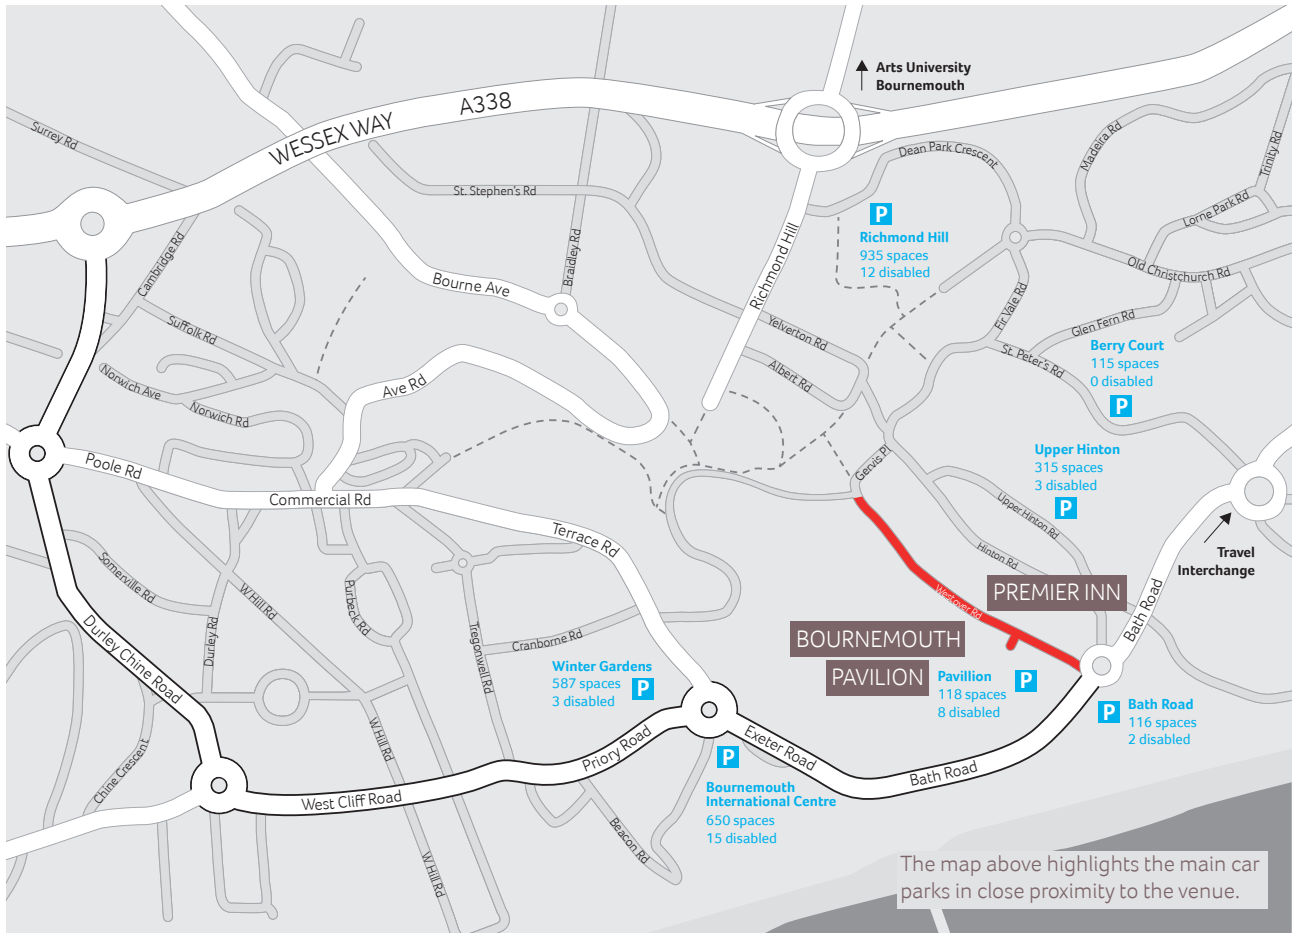 Arts University
Bournemouth
A338
WESSEX WAY
Surrey Rd
Madeira Rd
Trinity Rd
Dean Park Crescent
St. Stephen's Rd
Lorne Park Rd
P
Richmond Hill
935 spaces
12 disabled
Richmond Hill
Cambridge Rd
Braidley Rd
Bourne Ave
Old Christchurch Rd
Suffolk Rd
Yelverton Rd
Fir Vale Rd
Glen Fern Rd
St. Peter's Rd
Berry Court
115 spaces
0 disabled
P
Norwich Ave
Norwich Rd
Ave Rd
Albert Rd
Poole Rd
Commercial Rd
Gervis Pl
Upper Hinton
315 spaces
3 disabled
P
Upper Hinton Rd
Terrace Rd
Hinton Rd
Travel
Interchange
Somerville Rd
W Hill Rd
Purbeck Rd
Westover Rd
PREMIER INN
Bath Road
Durley Chine Road
Durley Rd
Tregonwell Rd
Cranborne Rd
BOURNEMOUTH
PAVILION
Winter Gardens
587 spaces
3 disabled
P
Pavillion
118 spaces
8 disabled
P
P
Bath Road
116 spaces
2 disabled
W Hill Rd
Priory Road
Exeter Road
Bath Road
Chine Crescent
West Cliff Road
P
Bournemouth
International Centre
650 spaces
15 disabled
Beacon Rd
W Hill Rd
The map above highlights the main car
parks in close proximity to the venue.